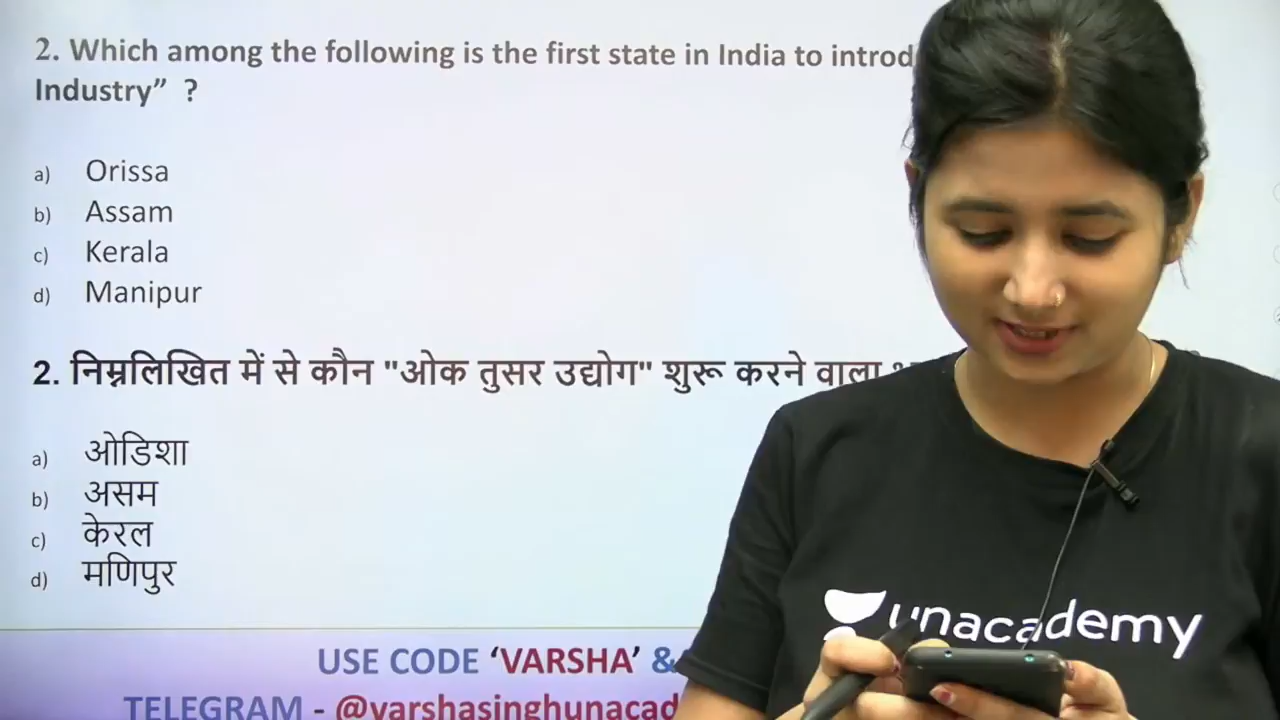 2. Which among the following is the first state in India to introd
Industry” ?
a) Orissa
b) Assam
c) Kerala
d) Manipur
2. निम्नलिखित में से कौन "ओक तुसर उद्योग" शुरू करने वाला
a) ओडिशा
b) असम
c) केरल
d) मणिपुर
USE CODE ‘VARSHA’ &
TELEGRAM - @varshasinghunacad
unacademy